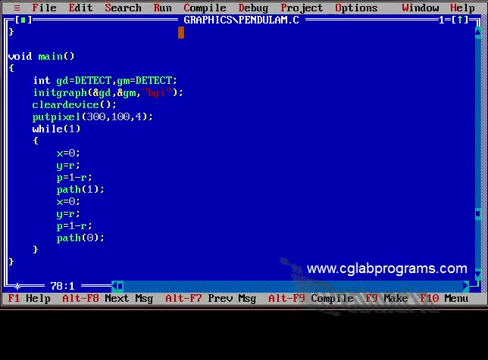 ≡ File Edit Search Run Compile Debug Project Options Window Help
[■] GRAPHICS\PENDULAM.C 1=[↑]
}
void main()
{
int gd=DETECT,gm=DETECT;
initgraph(&gd,&gm,"bgi");
cleardevice();
putpixel(300,100,4);
while(1)
{
x=0;
y=r;
p=1-r;
path(1);
x=0;
y=r;
p=1-r;
path(0);
}
}
www.cglabprograms.com
78:1
F1 Help Alt-F8 Next Msg Alt-F7 Prev Msg Alt-F9 Compile F9 Make F10 Menu